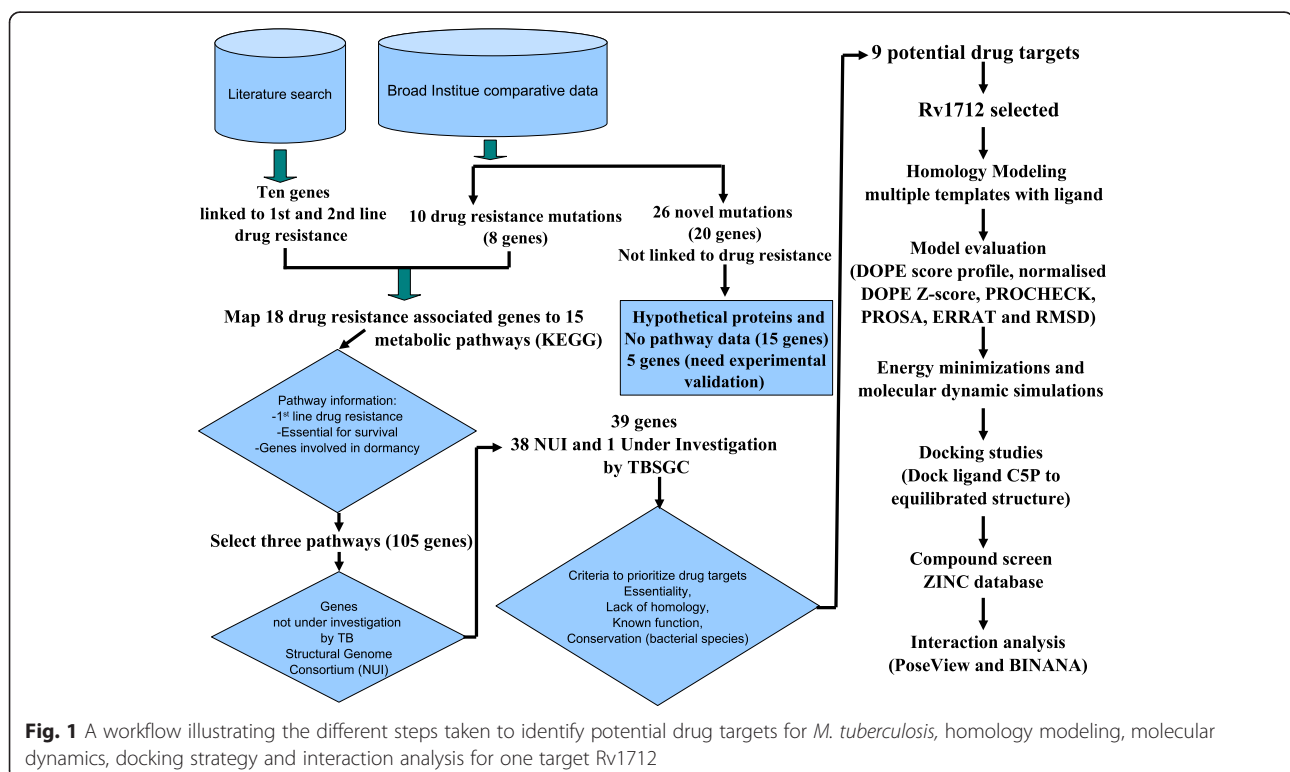 Literature search
Broad Institue comparative data
Ten genes
linked to 1st and 2nd line
drug resistance
10 drug resistance mutations
(8 genes)
26 novel mutations
(20 genes)
Not linked to drug resistance
Map 18 drug resistance associated genes to 15
metabolic pathways (KEGG)
Hypothetical proteins and
No pathway data (15 genes)
5 genes (need experimental
validation)
Pathway information:
-1st line drug resistance
-Essential for survival
-Genes involved in dormancy
Select three pathways (105 genes)
Genes
not under investigation
by TB
Structural Genome
Consortium (NUI)
39 genes
38 NUI and 1 Under Investigation
by TBSGC
Criteria to prioritize drug targets
Essentiality,
Lack of homology,
Known function,
Conservation (bacterial species)
9 potential drug targets
Rv1712 selected
Homology Modeling
multiple templates with ligand
Model evaluation
(DOPE score profile, normalised
DOPE Z-score, PROCHECK,
PROSA, ERRAT and RMSD)
Energy minimizations and
molecular dynamic simulations
Docking studies
(Dock ligand C5P to
equilibrated structure)
Compound screen
ZINC database
Interaction analysis
(PoseView and BINANA)
Fig. 1 A workflow illustrating the different steps taken to identify potential drug targets for M. tuberculosis, homology modeling, molecular
dynamics, docking strategy and interaction analysis for one target Rv1712